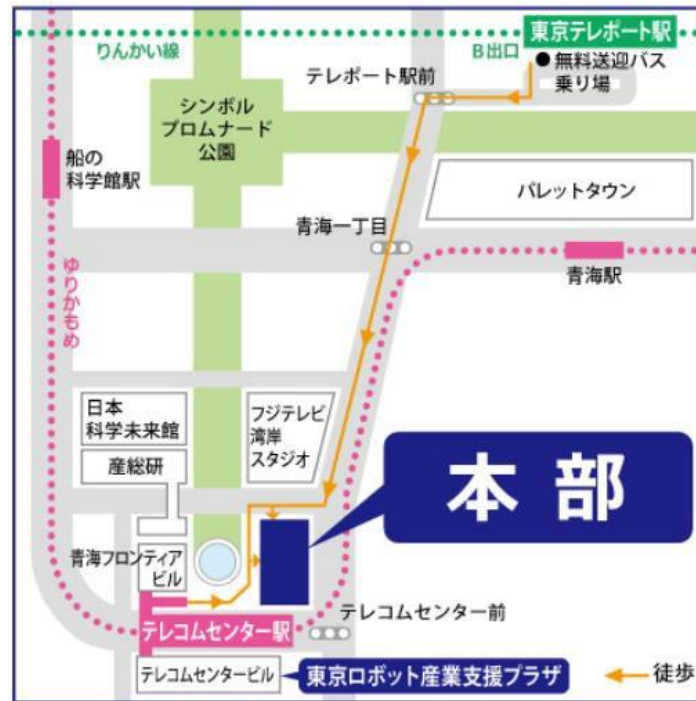 東京テレポート駅
りんかい線
B出口
●無料送迎バス
乗り場
テレポート駅前
シンボル
プロムナード
公園
船の
科学館駅
パレットタウン
青海一丁目
青海駅
ゆりかもめ
日本
科学未来館
フジテレビ
湾岸
スタジオ
産総研
本部
青海フロンティア
ビル
テレコムセンター駅
テレコムセンター前
テレコムセンタービル
東京ロボット産業支援プラザ
徒歩